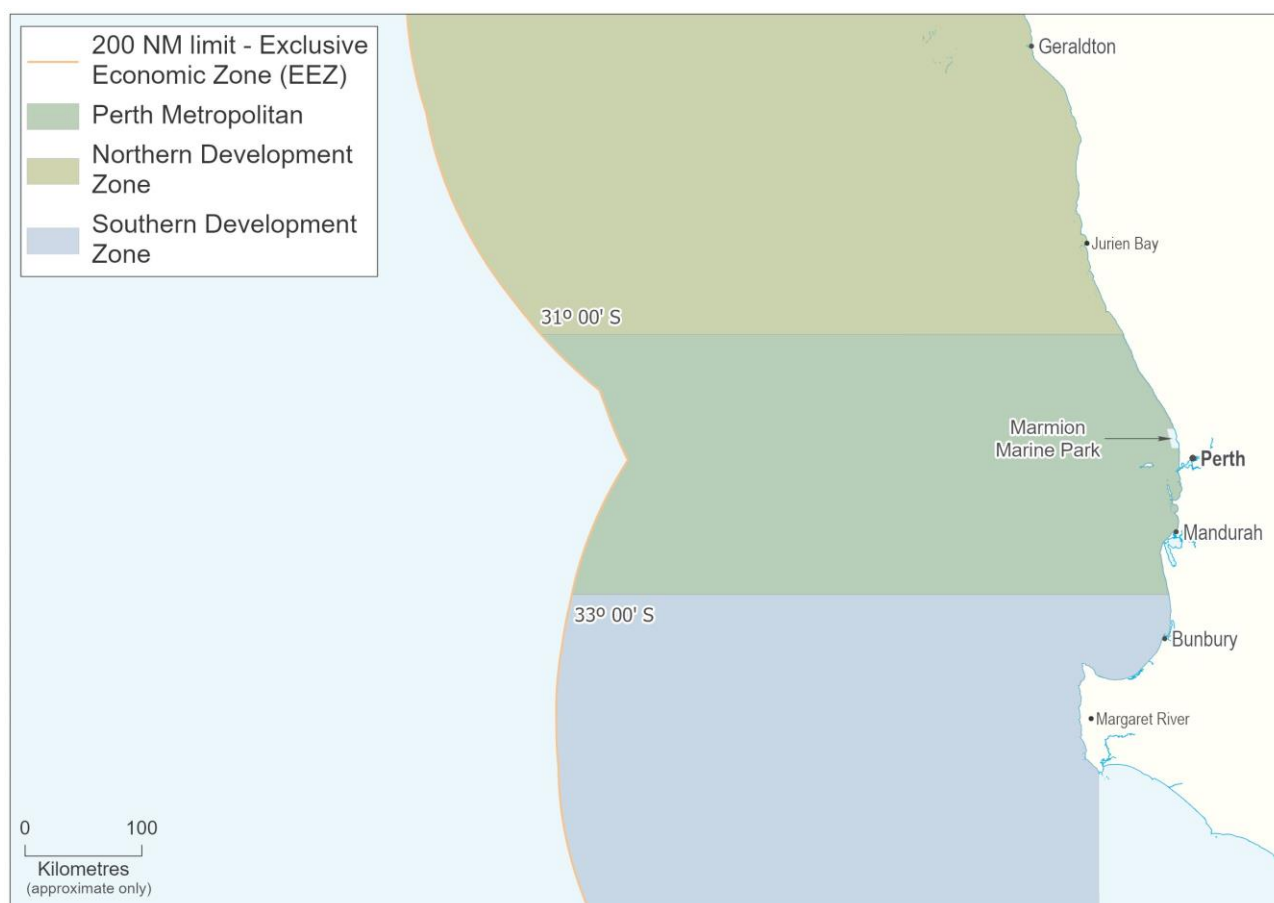 200 NM limit - Exclusive
Economic Zone (EEZ)
Perth Metropolitan
Northern Development
Zone
Southern Development
Zone
Geraldton
Jurien Bay
31º 00' S
Marmion
Marine Park
Perth
Mandurah
33º 00' S
Bunbury
Margaret River
0 100
Kilometres
(approximate only)